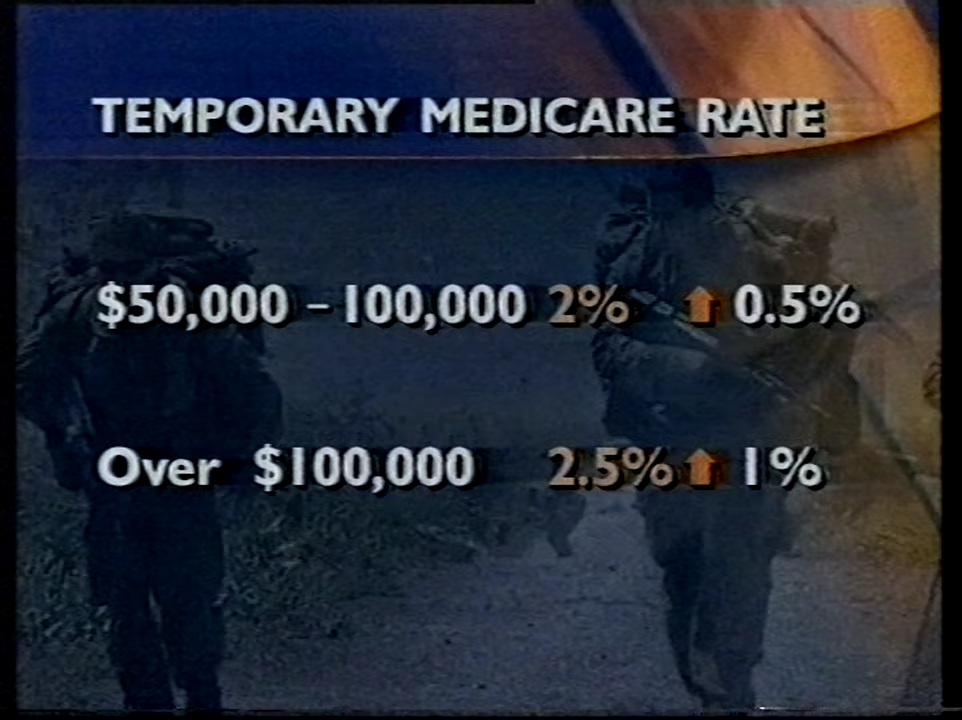 TEMPORARY MEDICARE RATE
$50,000 – 100,000 2% ⬆ 0.5%
Over $100,000 2.5% ⬆ 1%